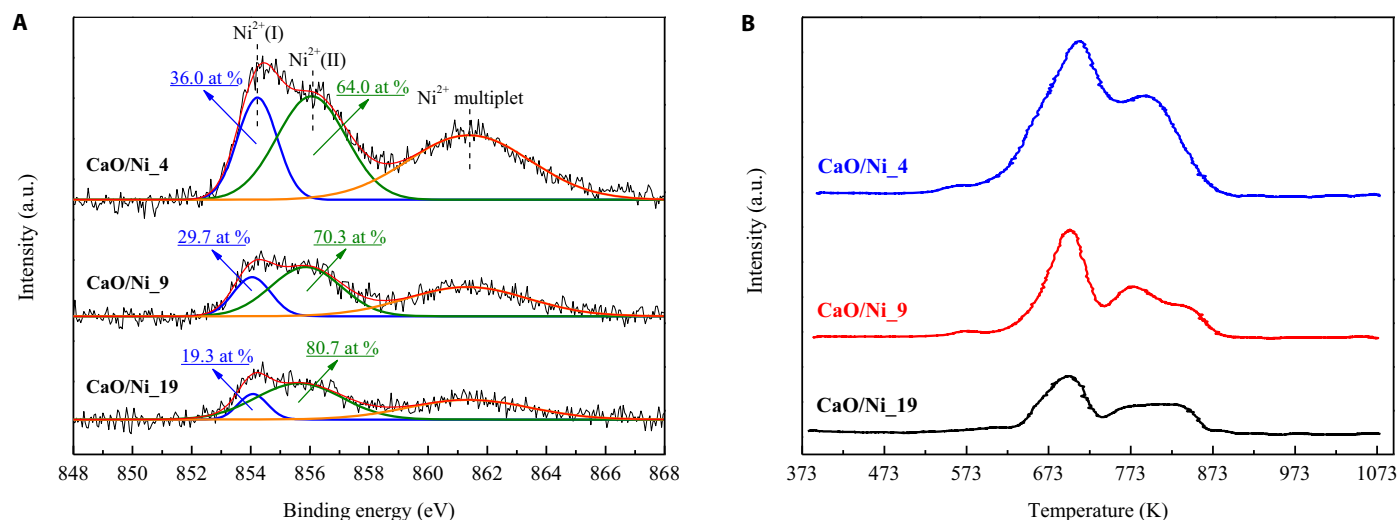 A
Ni²⁺(I)
Ni²⁺(II)
36.0 at %
64.0 at %
Ni²⁺ multiplet
CaO/Ni_4
29.7 at %
70.3 at %
CaO/Ni_9
19.3 at %
80.7 at %
CaO/Ni_19
Intensity (a.u.)
848 850 852 854 856 858 860 862 864 866 868
Binding energy (eV)
B
CaO/Ni_4
CaO/Ni_9
CaO/Ni_19
Intensity (a.u.)
373 473 573 673 773 873 973 1073
Temperature (K)